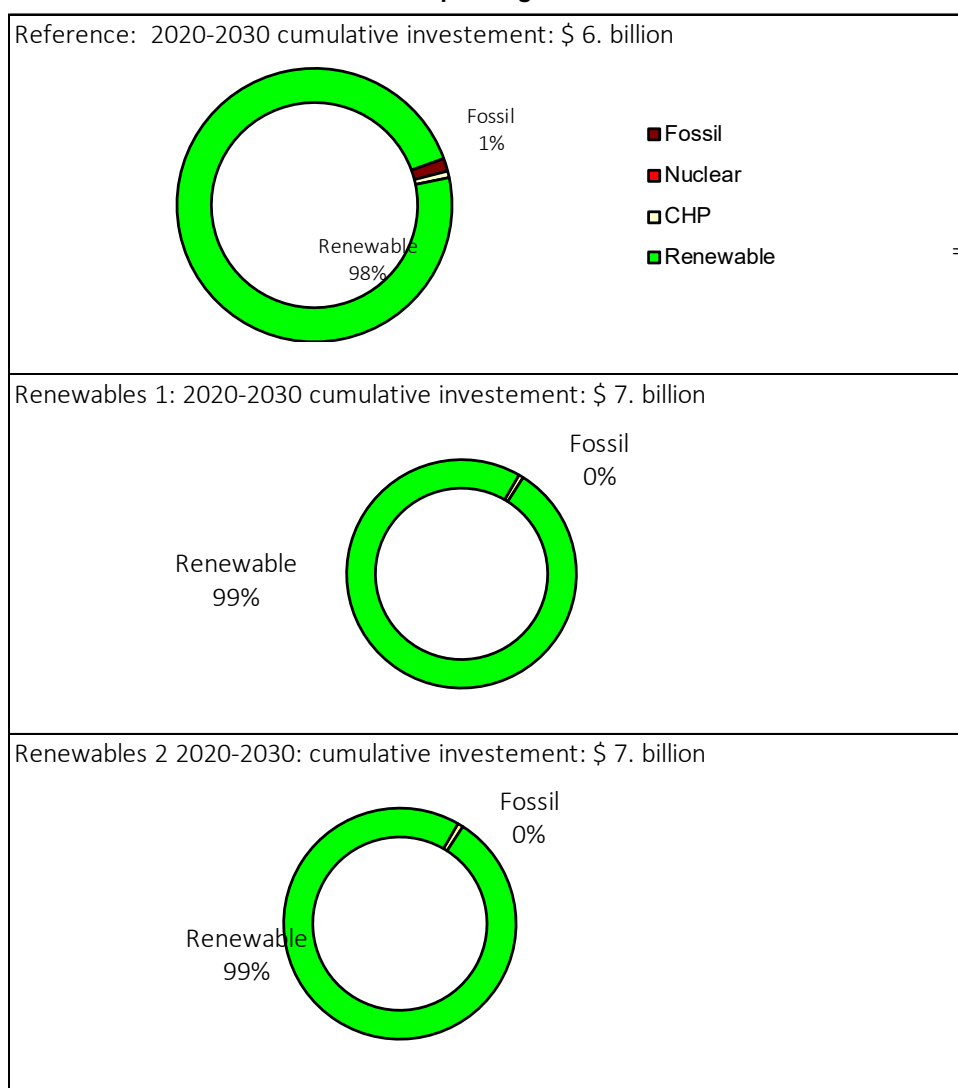 Reference:  2020-2030 cumulative investement: $ 6. billion
Fossil
1%
Renewable
98%
Fossil
Nuclear
CHP
Renewable
Renewables 1: 2020-2030 cumulative investement: $ 7. billion
Fossil
0%
Renewable
99%
Renewables 2 2020-2030: cumulative investement: $ 7. billion
Fossil
0%
Renewable
99%